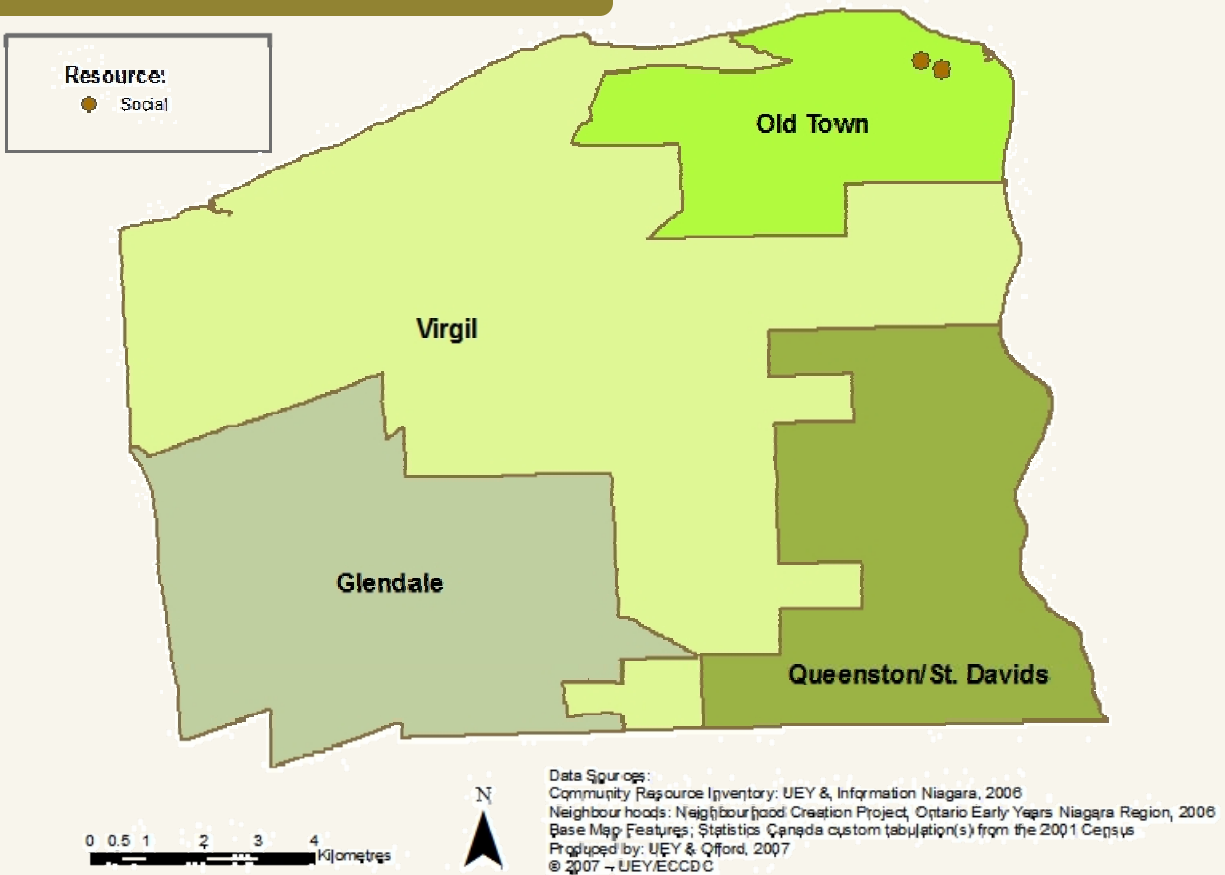 Resource:
Social
Old Town
Virgil
Glendale
Queenston/St. Davids
N
0 0.5 1 2 3 4
Kilometres
Data Sources:
Community Resource Inventory: UEY &, Information Niagara, 2006
Neighbourhoods: Neighbourhood Creation Project, Ontario Early Years Niagara Region, 2006
Base Map Features; Statistics Canada custom tabulation(s) from the 2001 Census
Produced by: UEY & Offord, 2007
© 2007 – UEY/ECCDC